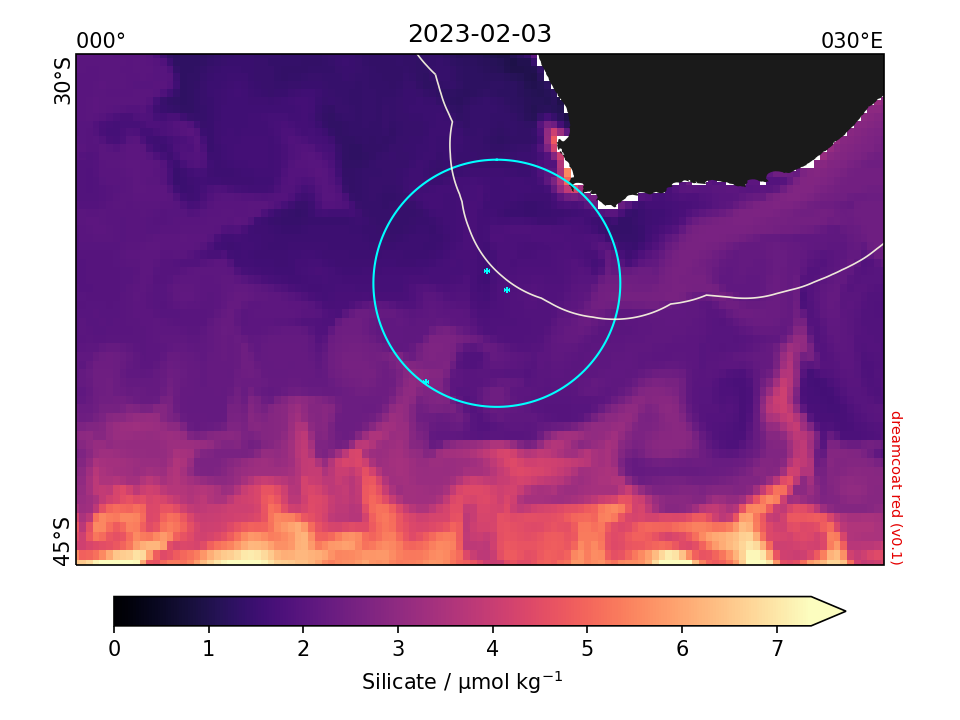 2023-02-03
000°
030°E
30°S
45°S
dreamcoat red (v0.1)
0 1 2 3 4 5 6 7
Silicate / μmol kg⁻¹